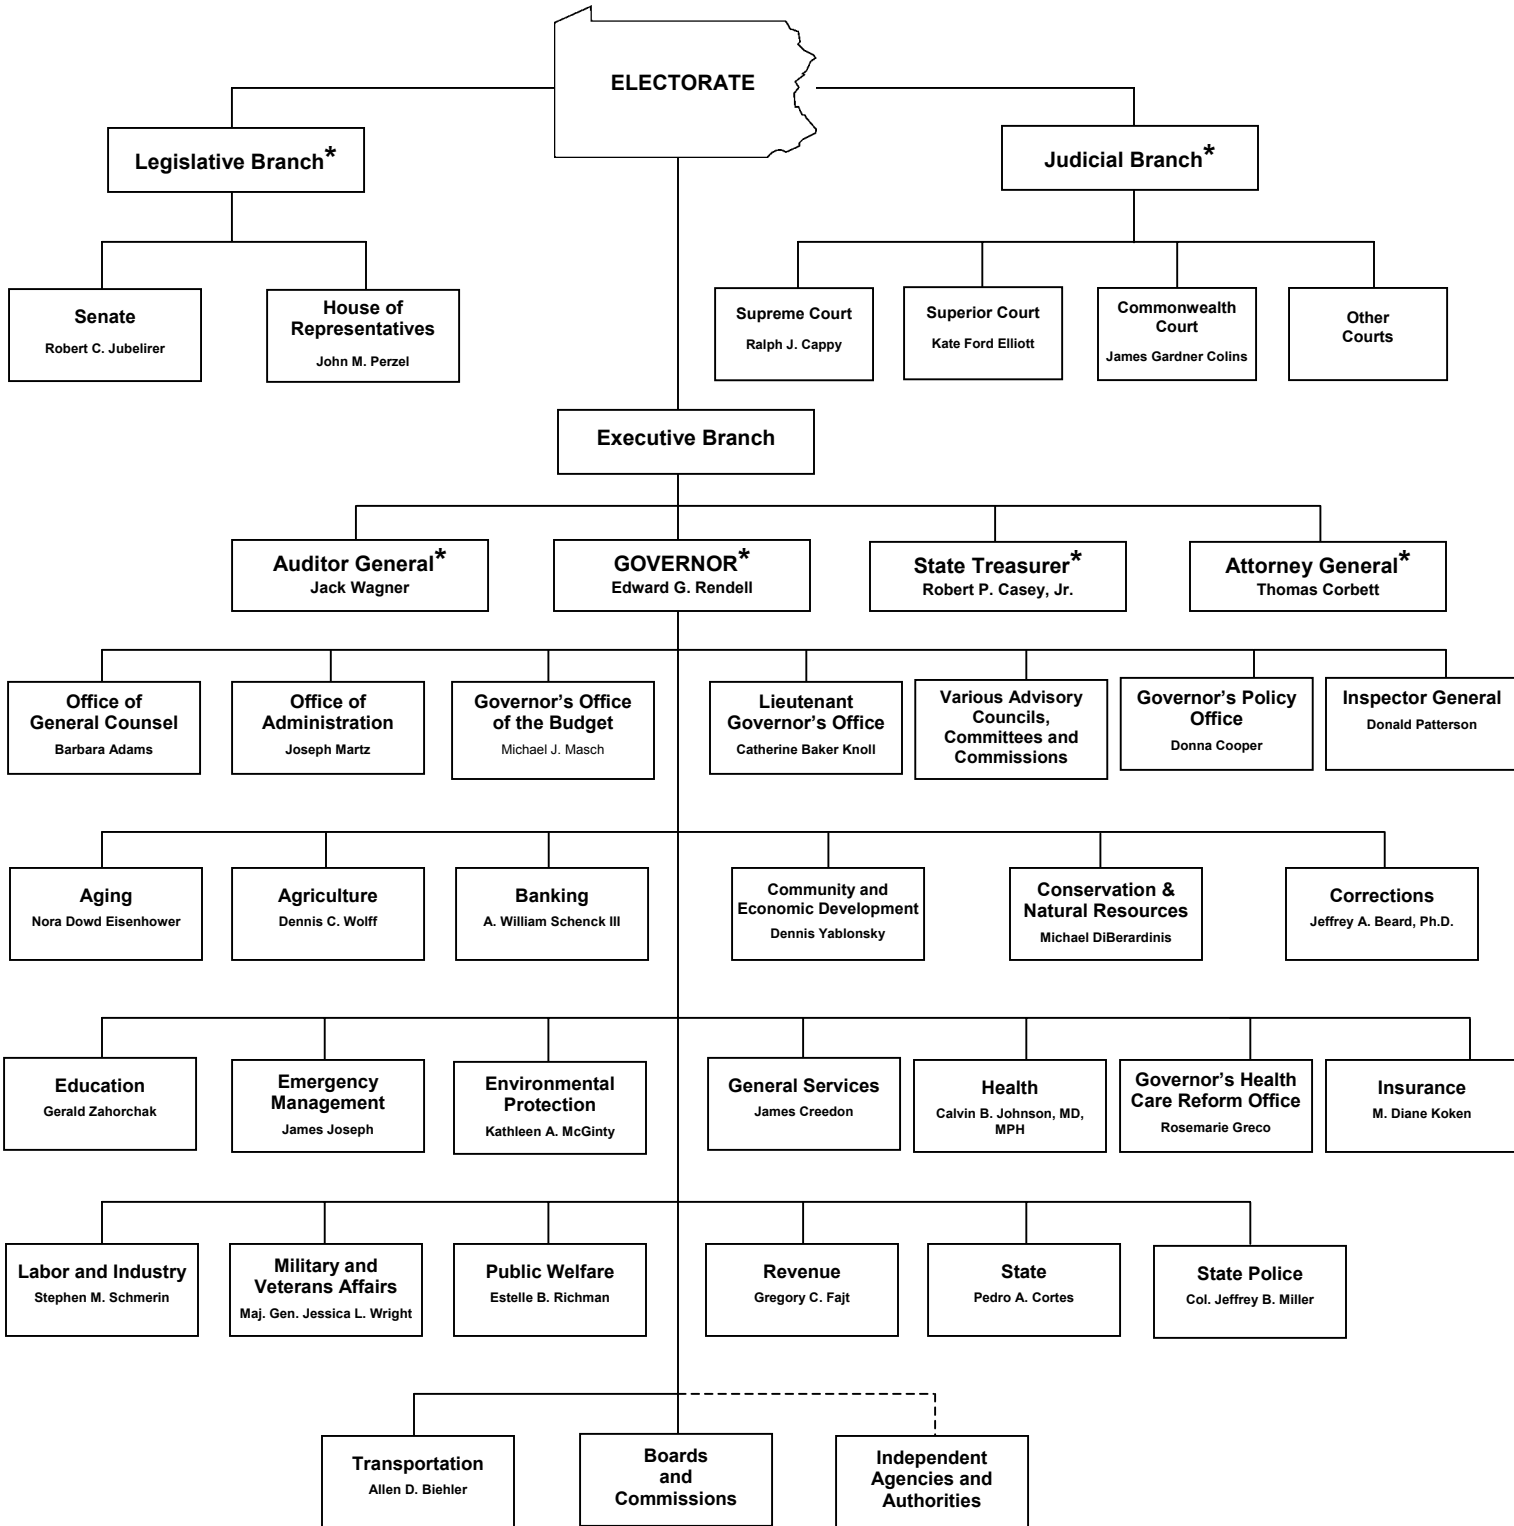 ELECTORATE
Legislative Branch*
Judicial Branch*
Senate
Robert C. Jubelirer
House of
Representatives
John M. Perzel
Supreme Court
Ralph J. Cappy
Superior Court
Kate Ford Elliott
Commonwealth
Court
James Gardner Colins
Other
Courts
Executive Branch
Auditor General*
Jack Wagner
GOVERNOR*
Edward G. Rendell
State Treasurer*
Robert P. Casey, Jr.
Attorney General*
Thomas Corbett
Office of
General Counsel
Barbara Adams
Office of
Administration
Joseph Martz
Governor’s Office
of the Budget
Michael J. Masch
Lieutenant
Governor’s Office
Catherine Baker Knoll
Various Advisory
Councils,
Committees and
Commissions
Governor’s Policy
Office
Donna Cooper
Inspector General
Donald Patterson
Aging
Nora Dowd Eisenhower
Agriculture
Dennis C. Wolff
Banking
A. William Schenck III
Community and
Economic Development
Dennis Yablonsky
Conservation &
Natural Resources
Michael DiBerardinis
Corrections
Jeffrey A. Beard, Ph.D.
Education
Gerald Zahorchak
Emergency
Management
James Joseph
Environmental
Protection
Kathleen A. McGinty
General Services
James Creedon
Health
Calvin B. Johnson, MD,
MPH
Governor’s Health
Care Reform Office
Rosemarie Greco
Insurance
M. Diane Koken
Labor and Industry
Stephen M. Schmerin
Military and
Veterans Affairs
Maj. Gen. Jessica L. Wright
Public Welfare
Estelle B. Richman
Revenue
Gregory C. Fajt
State
Pedro A. Cortes
State Police
Col. Jeffrey B. Miller
Transportation
Allen D. Biehler
Boards
and
Commissions
Independent
Agencies and
Authorities